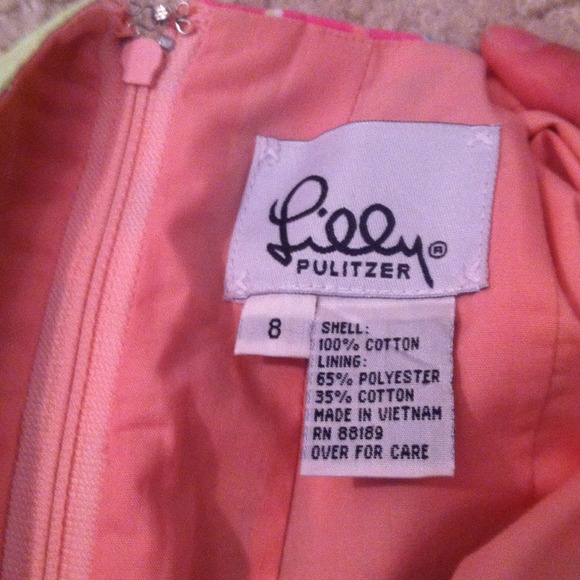 Lilly®
PULITZER
8
SHELL:
100% COTTON
LINING:
65% POLYESTER
35% COTTON
MADE IN VIETNAM
RN 88189
OVER FOR CARE